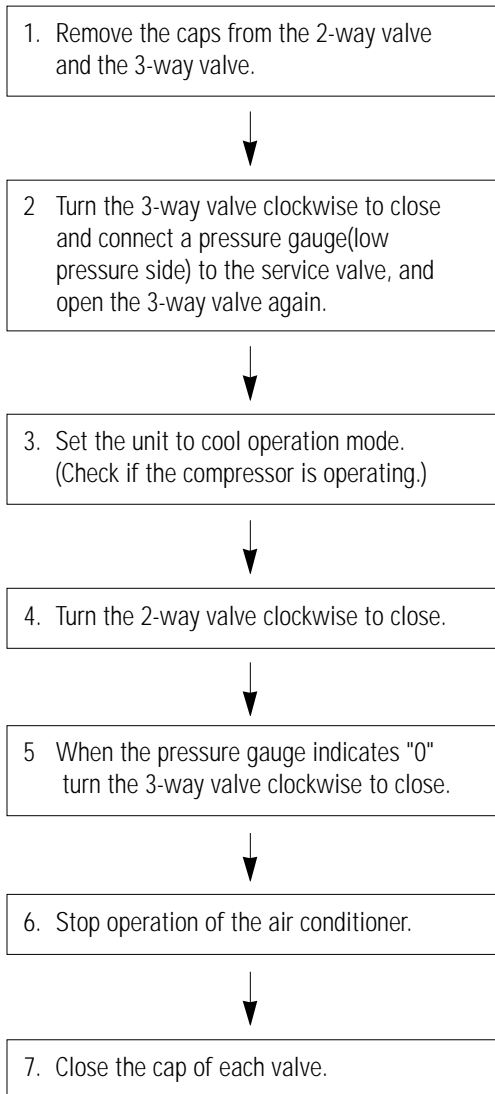 1. Remove the caps from the 2-way valve
and the 3-way valve.
2 Turn the 3-way valve clockwise to close
and connect a pressure gauge(low
pressure side) to the service valve, and
open the 3-way valve again.
3. Set the unit to cool operation mode.
(Check if the compressor is operating.)
4. Turn the 2-way valve clockwise to close.
5 When the pressure gauge indicates "0"
turn the 3-way valve clockwise to close.
6. Stop operation of the air conditioner.
7. Close the cap of each valve.